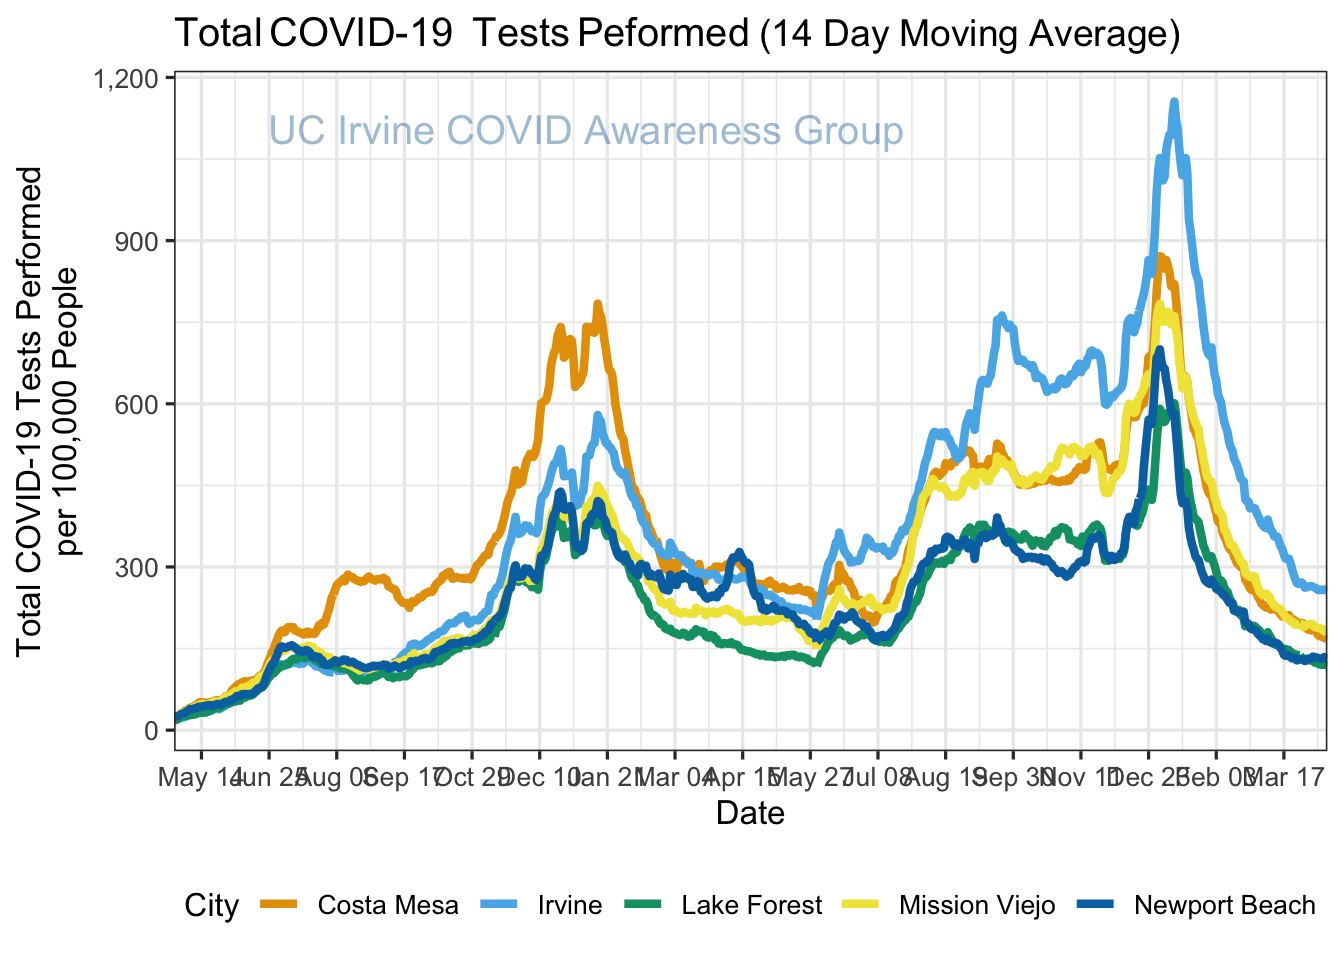 Total COVID-19 Tests Peformed (14 Day Moving Average)
UC Irvine COVID Awareness Group
Total COVID-19 Tests Performed
per 100,000 People
1,200
900
600
300
0
May 14 Jun 25 Aug 06 Sep 17 Oct 29 Dec 10 Jan 21 Mar 04 Apr 15 May 27 Jul 08 Aug 19 Sep 30 Nov 11 Dec 23 Feb 03 Mar 17
Date
City Costa Mesa Irvine Lake Forest Mission Viejo Newport Beach